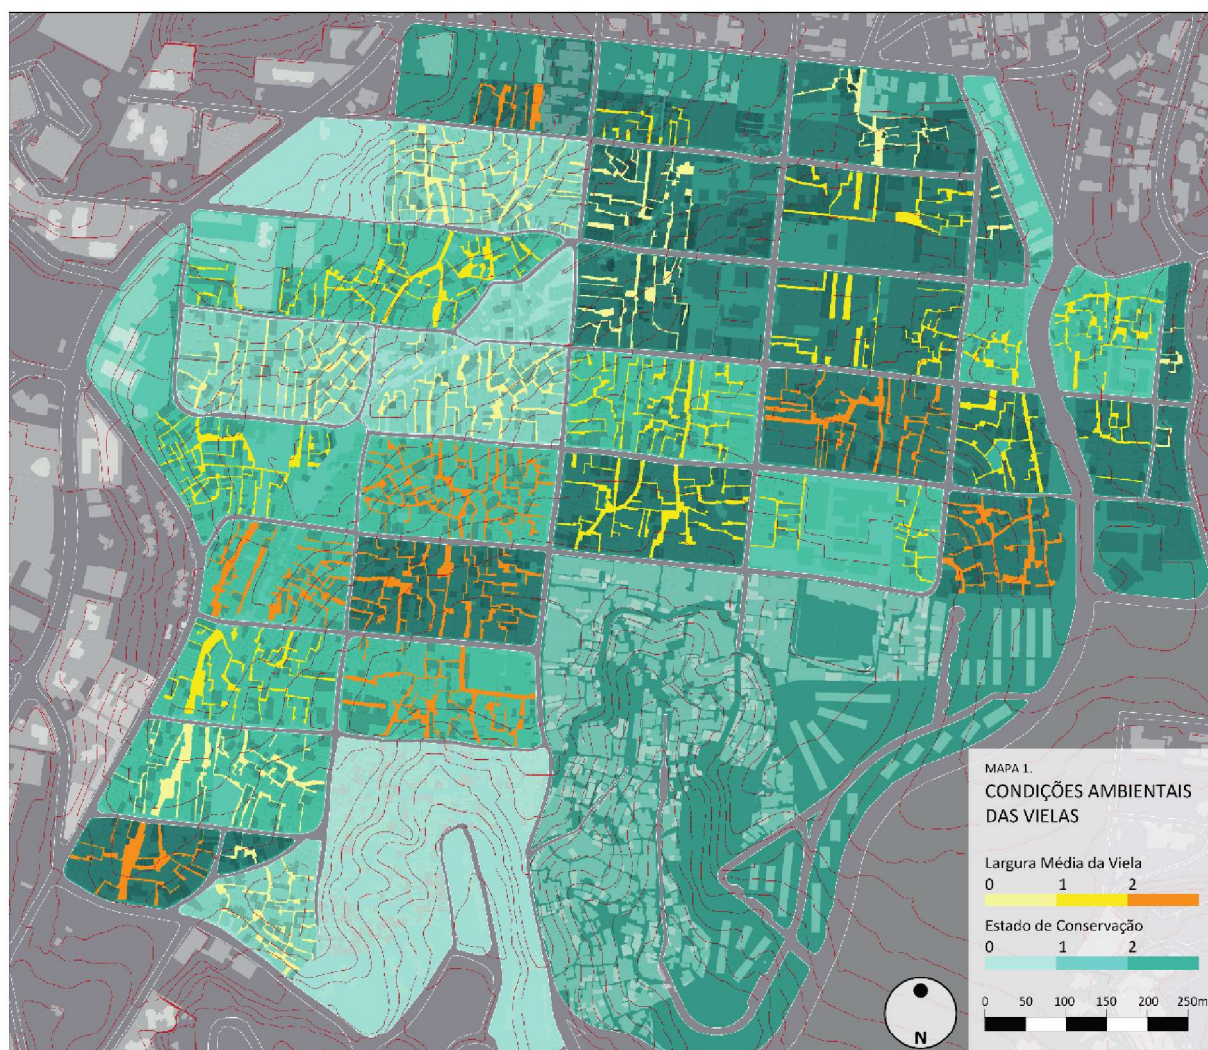 MAPA 1.
CONDIÇÕES AMBIENTAIS
DAS VIELAS
Largura Média da Viela
0 1 2
Estado de Conservação
0 1 2
0 50 100 150 200 250m
N